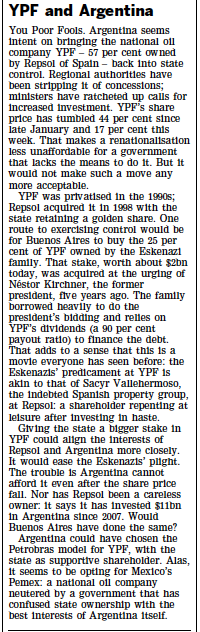 YPF and Argentina
You Poor Fools. Argentina seems
intent on bringing the national oil
company YPF – 57 per cent owned
by Repsol of Spain – back into state
control. Regional authorities have
been stripping it of concessions;
ministers have ratcheted up calls for
increased investment. YPF's share
price has tumbled 44 per cent since
late January and 17 per cent this
week. That makes a renationalisation
less unaffordable for a government
that lacks the means to do it. But it
would not make such a move any
more acceptable.
YPF was privatised in the 1990s;
Repsol acquired it in 1998 with the
state retaining a golden share. One
route to exercising control would be
for Buenos Aires to buy the 25 per
cent of YPF owned by the Eskenazi
family. That stake, worth about $2bn
today, was acquired at the urging of
Néstor Kirchner, the former
president, five years ago. The family
borrowed heavily to do the
president's bidding and relies on
YPF's dividends (a 90 per cent
payout ratio) to finance the debt.
That adds to a sense that this is a
movie everyone has seen before: the
Eskenazis' predicament at YPF is
akin to that of Sacyr Vallehermoso,
the indebted Spanish property group,
at Repsol: a shareholder repenting at
leisure after investing in haste.
Giving the state a bigger stake in
YPF could align the interests of
Repsol and Argentina more closely.
It would ease the Eskenazis' plight.
The trouble is Argentina cannot
afford it even after the share price
fall. Nor has Repsol been a careless
owner: it says it has invested $11bn
in Argentina since 2007. Would
Buenos Aires have done the same?
Argentina could have chosen the
Petrobras model for YPF, with the
state as supportive shareholder. Alas,
it seems to be opting for Mexico's
Pemex: a national oil company
neutered by a government that has
confused state ownership with the
best interests of Argentina itself.